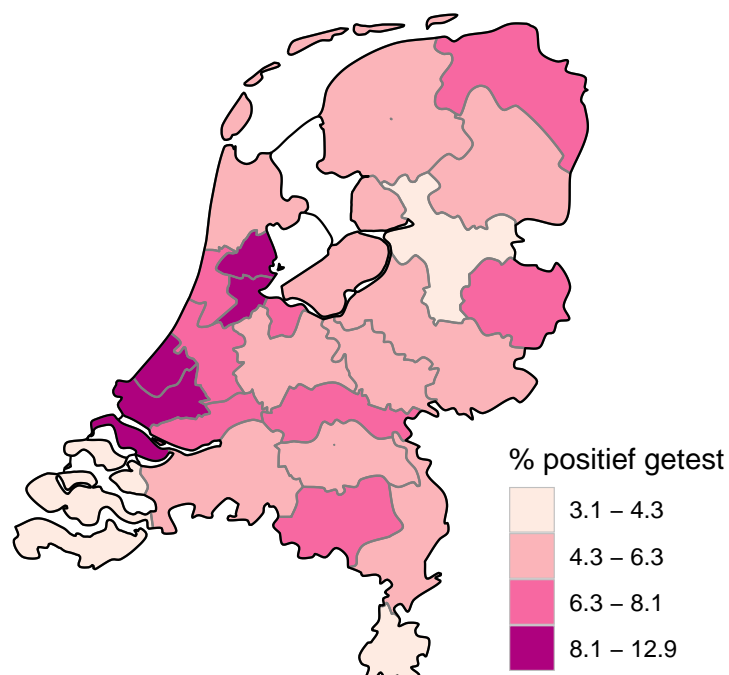 % positief getest
3.1 – 4.3
4.3 – 6.3
6.3 – 8.1
8.1 – 12.9